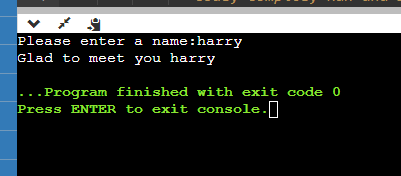 Please enter a name:harry
Glad to meet you harry
...Program finished with exit code 0
Press ENTER to exit console.